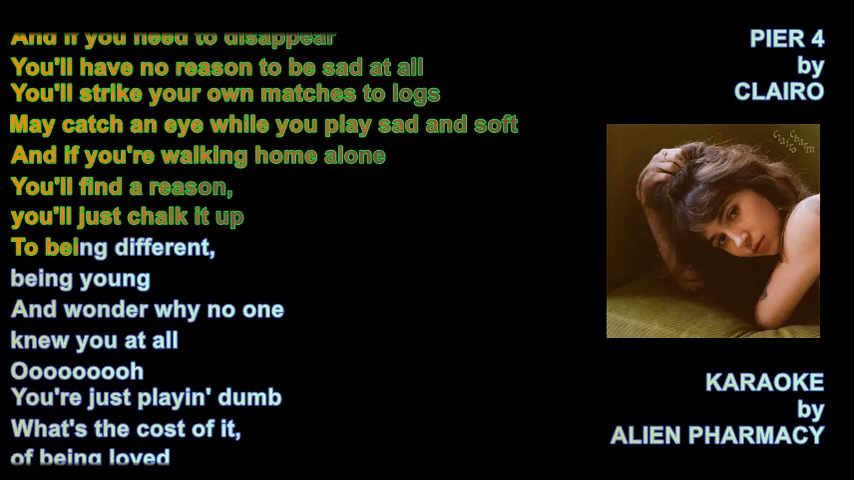 And if you need to disappear
You'll have no reason to be sad at all
You'll strike your own matches to logs
May catch an eye while you play sad and soft
And if you're walking home alone
You'll find a reason,
you'll just chalk it up
To being different,
being young
And wonder why no one
knew you at all
Ooooooooh
You're just playin' dumb
What's the cost of it,
of being loved
PIER 4
by
CLAIRO
clairo charm
KARAOKE
by
ALIEN PHARMACY